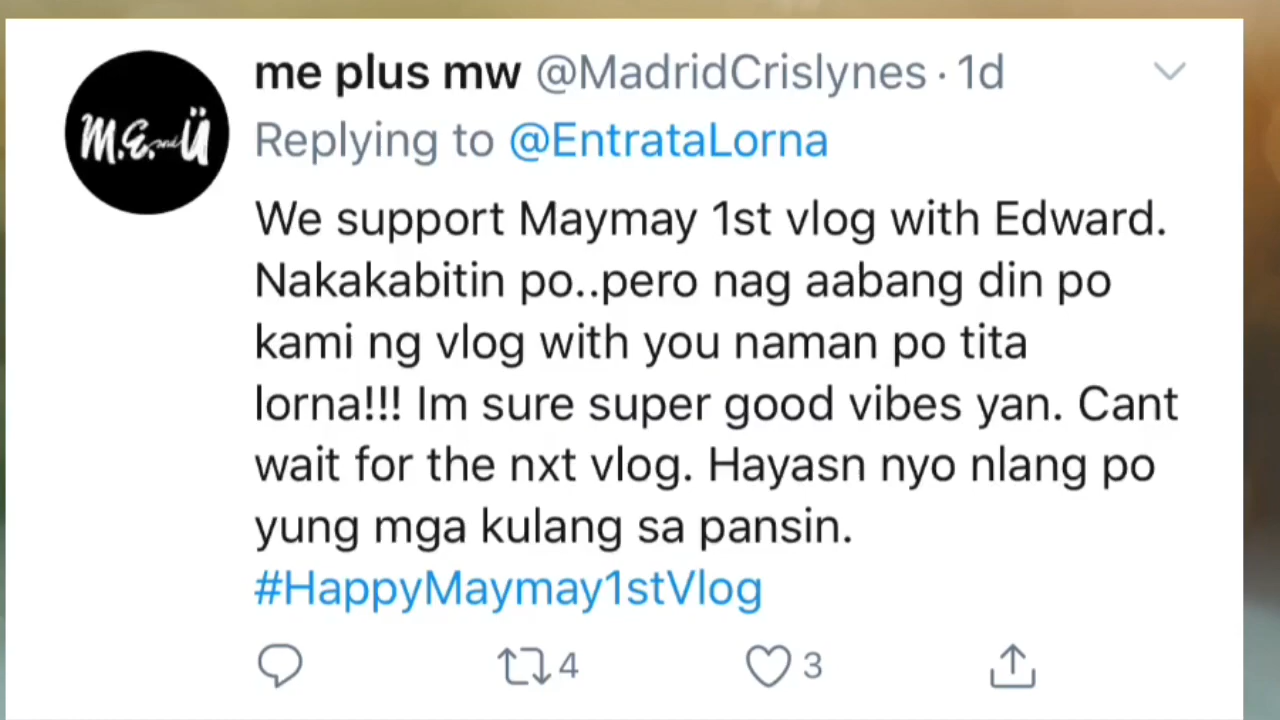 me plus mw @MadridCrislynes · 1d
Replying to @EntrataLorna
M.E. and Ü
We support Maymay 1st vlog with Edward.
Nakakabitin po..pero nag aabang din po
kami ng vlog with you naman po tita
lorna!!! Im sure super good vibes yan. Cant
wait for the nxt vlog. Hayasn nyo nlang po
yung mga kulang sa pansin.
#HappyMaymay1stVlog
4 3